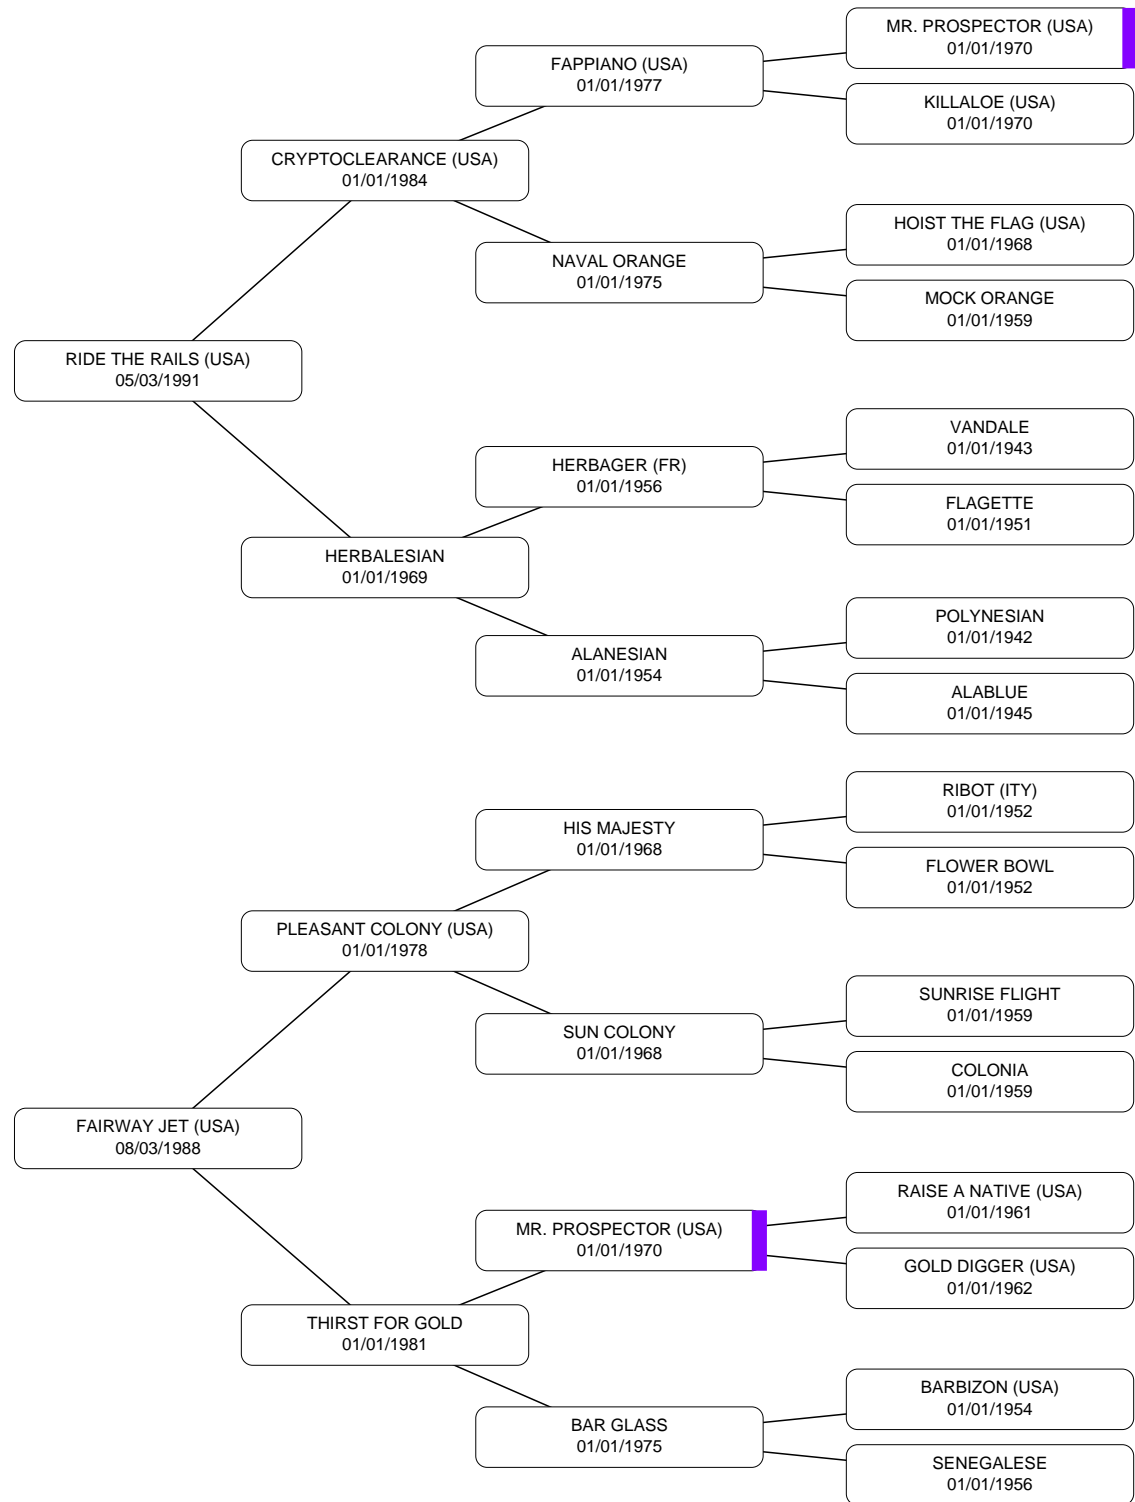 MR. PROSPECTOR (USA)
01/01/1970
FAPPIANO (USA)
01/01/1977
KILLALOE (USA)
01/01/1970
CRYPTOCLEARANCE (USA)
01/01/1984
HOIST THE FLAG (USA)
01/01/1968
NAVAL ORANGE
01/01/1975
MOCK ORANGE
01/01/1959
RIDE THE RAILS (USA)
05/03/1991
VANDALE
01/01/1943
HERBAGER (FR)
01/01/1956
FLAGETTE
01/01/1951
HERBALESIAN
01/01/1969
POLYNESIAN
01/01/1942
ALANESIAN
01/01/1954
ALABLUE
01/01/1945
RIBOT (ITY)
01/01/1952
HIS MAJESTY
01/01/1968
FLOWER BOWL
01/01/1952
PLEASANT COLONY (USA)
01/01/1978
SUNRISE FLIGHT
01/01/1959
SUN COLONY
01/01/1968
COLONIA
01/01/1959
FAIRWAY JET (USA)
08/03/1988
RAISE A NATIVE (USA)
01/01/1961
MR. PROSPECTOR (USA)
01/01/1970
GOLD DIGGER (USA)
01/01/1962
THIRST FOR GOLD
01/01/1981
BARBIZON (USA)
01/01/1954
BAR GLASS
01/01/1975
SENEGALESE
01/01/1956